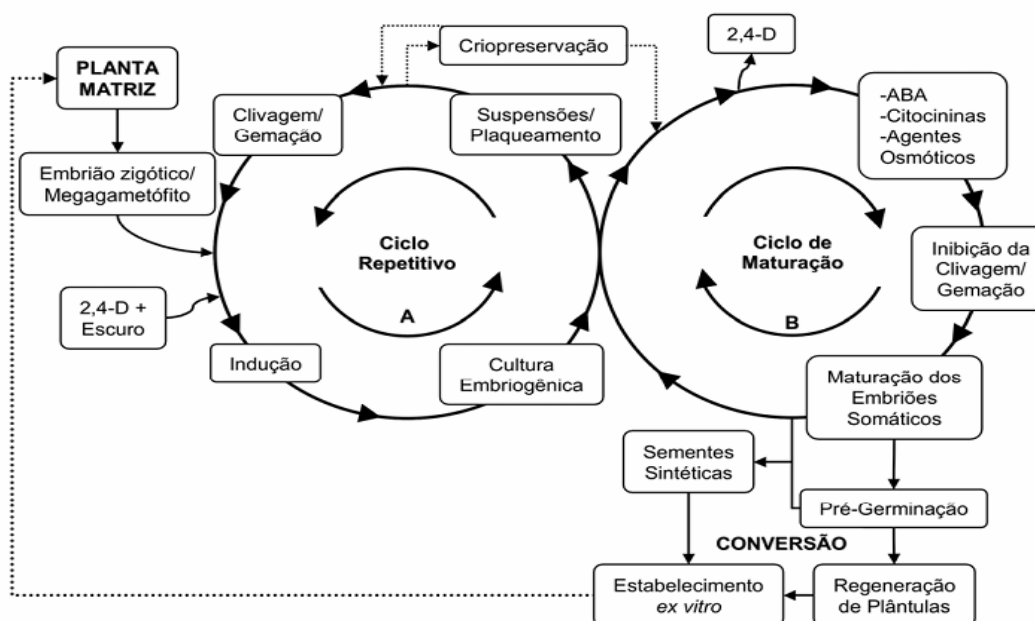 PLANTA
MATRIZ
Embrião zigótico/
Megagametófito
2,4-D +
Escuro
Clivagem/
Gemação
Criopreservação
Suspensões/
Plaqueamento
Ciclo
Repetitivo
A
Indução
Cultura
Embriogênica
2,4-D
-ABA
-Citocininas
-Agentes
Osmóticos
Ciclo de
Maturação
B
Inibição da
Clivagem/
Gemação
Maturação dos
Embriões
Somáticos
Sementes
Sintéticas
Pré-Germinação
CONVERSÃO
Estabelecimento
ex vitro
Regeneração
de Plântulas